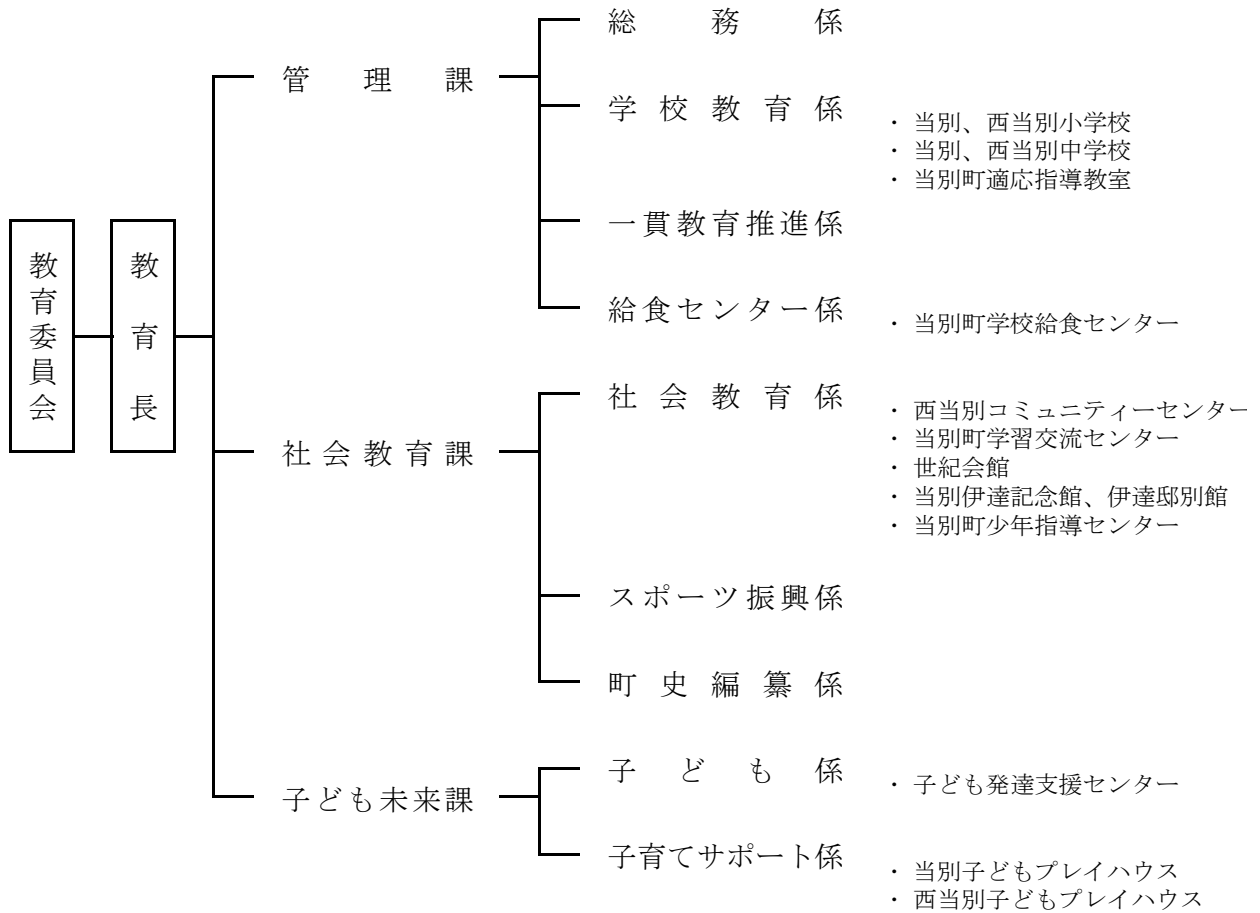 教育委員会
教育長
管理課
総務係
学校教育係
・当別、西当別小学校
・当別、西当別中学校
・当別町適応指導教室
一貫教育推進係
給食センター係
・当別町学校給食センター
社会教育課
社会教育係
・西当別コミュニティーセンター
・当別町学習交流センター
・世紀会館
・当別伊達記念館、伊達邸別館
・当別町少年指導センター
スポーツ振興係
町史編纂係
子ども未来課
子ども係
・子ども発達支援センター
子育てサポート係
・当別子どもプレイハウス
・西当別子どもプレイハウス